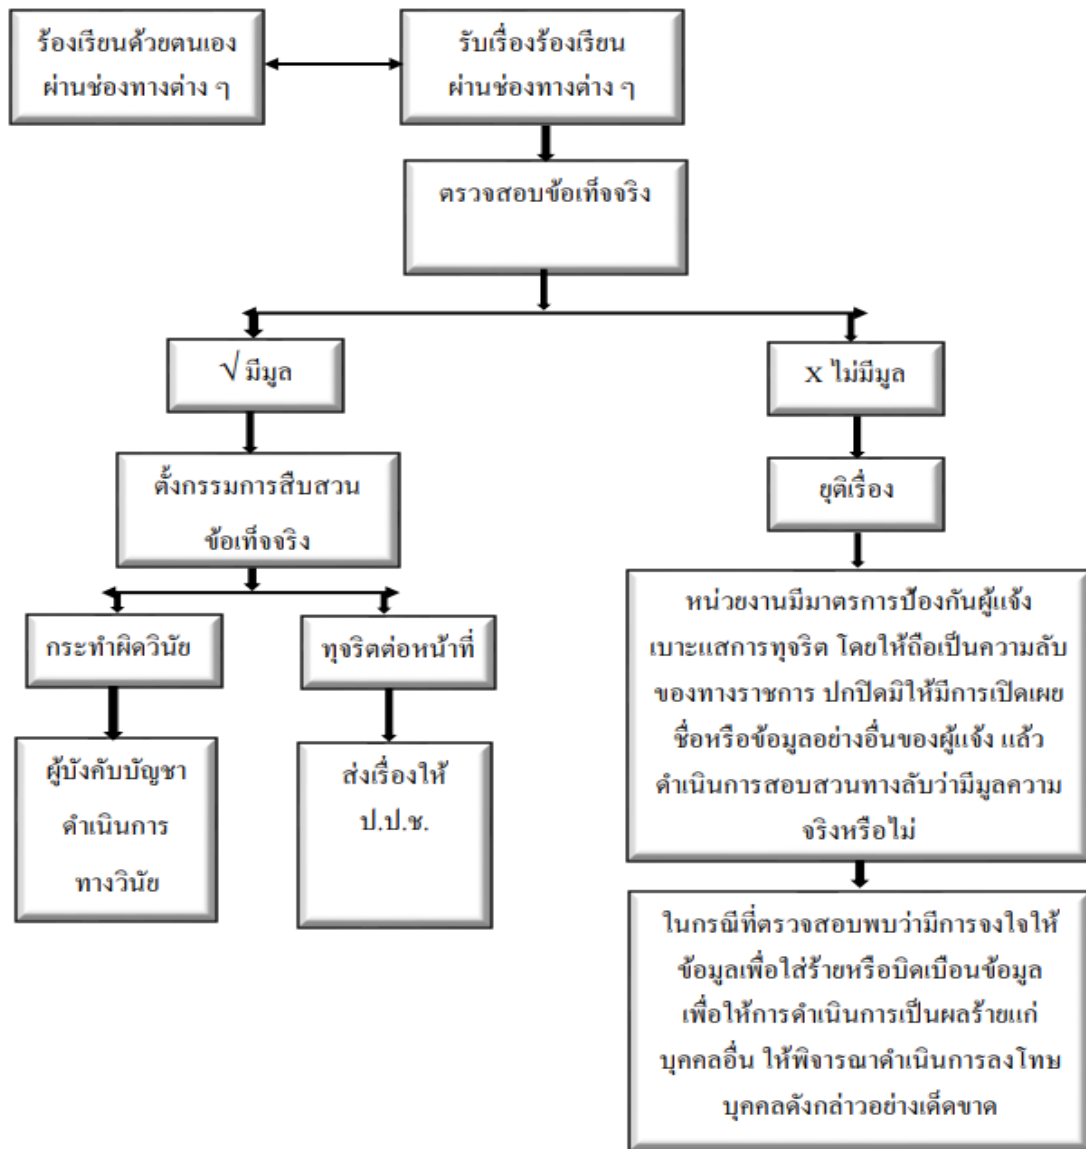 ร้องเรียนด้วยตนเอง
ผ่านช่องทางต่าง ๆ
รับเรื่องร้องเรียน
ผ่านช่องทางต่าง ๆ
ตรวจสอบข้อเท็จจริง
√ มีมูล
X ไม่มีมูล
ตั้งกรรมการสืบสวน
ข้อเท็จจริง
ยุติเรื่อง
กระทำผิดวินัย
ทุจริตต่อหน้าที่
ผู้บังคับบัญชา
ดำเนินการ
ทางวินัย
ส่งเรื่องให้
ป.ป.ช.
หน่วยงานมีมาตรการป้องกันผู้แจ้ง
เบาะแสการทุจริต โดยให้ถือเป็นความลับ
ของทางราชการ ปกปิดมิให้มีการเปิดเผย
ชื่อหรือข้อมูลอย่างอื่นของผู้แจ้ง แล้ว
ดำเนินการสอบสวนทางลับว่ามีมูลความ
จริงหรือไม่
ในกรณีที่ตรวจสอบพบว่ามีการจงใจให้
ข้อมูลเพื่อใส่ร้ายหรือบิดเบือนข้อมูล
เพื่อให้การดำเนินการเป็นผลร้ายแก่
บุคคลอื่น ให้พิจารณาดำเนินการลงโทษ
บุคคลดังกล่าวอย่างเด็ดขาด